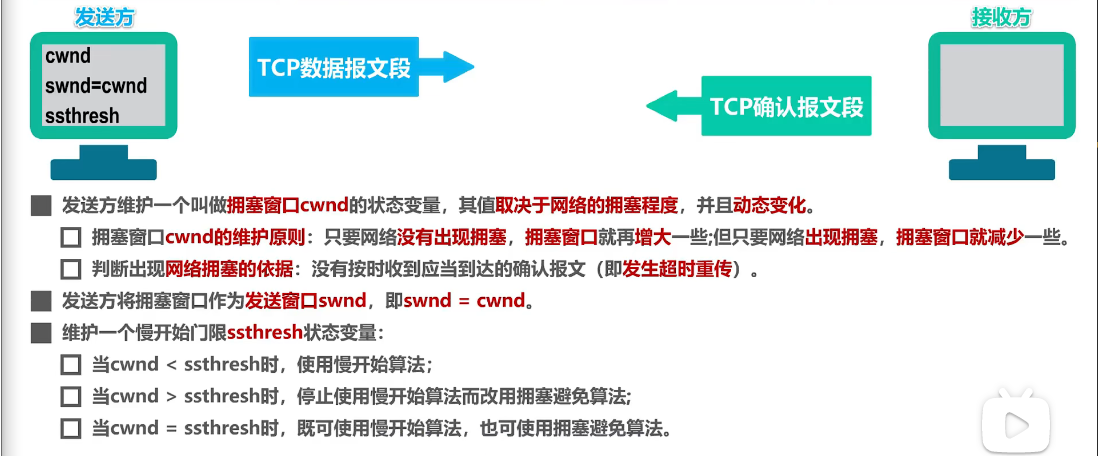 发送方
接收方
cwnd
swnd=cwnd
ssthresh
TCP数据报文段
TCP确认报文段
发送方维护一个叫做拥塞窗口cwnd的状态变量，其值取决于网络的拥塞程度，并且动态变化。
拥塞窗口cwnd的维护原则：只要网络没有出现拥塞，拥塞窗口就再增大一些;但只要网络出现拥塞，拥塞窗口就减少一些。
判断出现网络拥塞的依据：没有按时收到应当到达的确认报文（即发生超时重传）。
发送方将拥塞窗口作为发送窗口swnd，即swnd = cwnd。
维护一个慢开始门限ssthresh状态变量：
当cwnd < ssthresh时，使用慢开始算法；
当cwnd > ssthresh时，停止使用慢开始算法而改用拥塞避免算法;
当cwnd = ssthresh时，既可使用慢开始算法，也可使用拥塞避免算法。